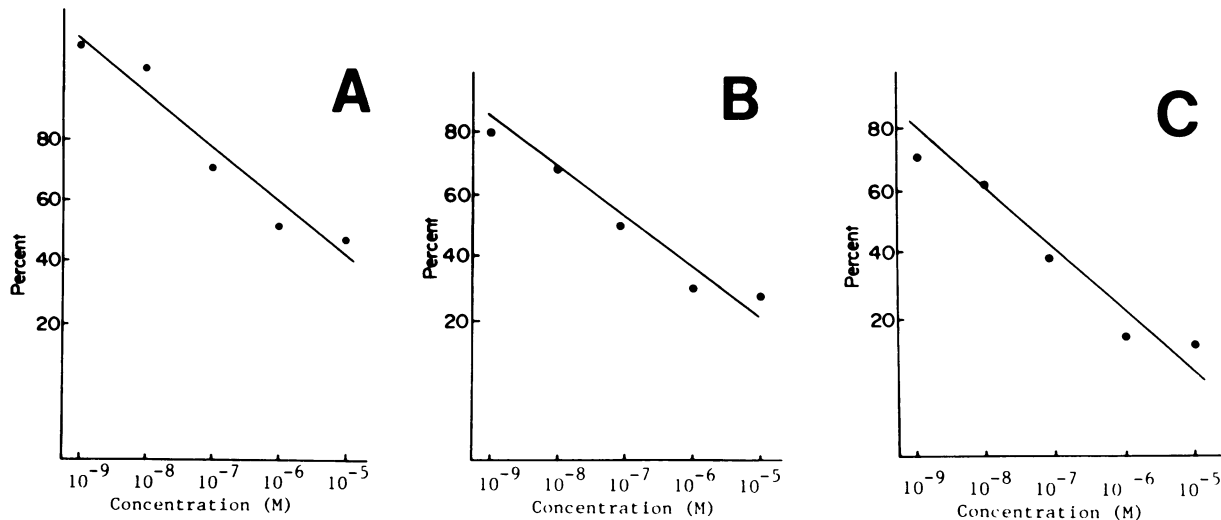 A
80
60
40
20
Percent
10⁻⁹ 10⁻⁸ 10⁻⁷ 10⁻⁶ 10⁻⁵
Concentration (M)
B
80
60
40
20
Percent
10⁻⁹ 10⁻⁸ 10⁻⁷ 10⁻⁶ 10⁻⁵
Concentration (M)
C
80
60
40
20
Percent
10⁻⁹ 10⁻⁸ 10⁻⁷ 10⁻⁶ 10⁻⁵
Concentration (M)